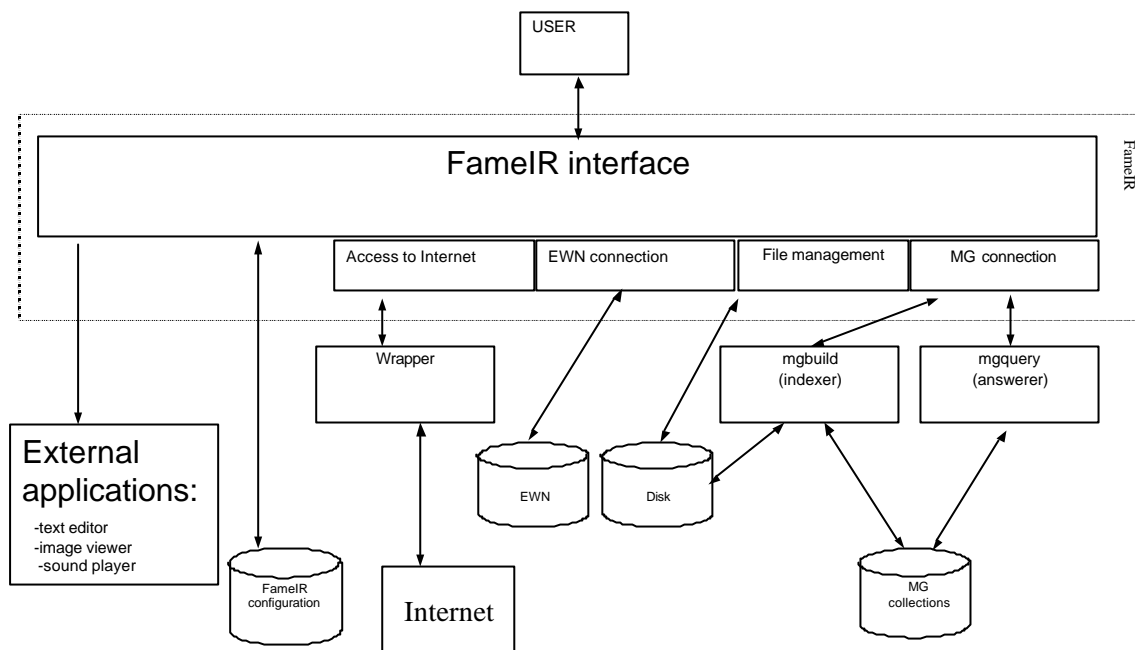 USER
FameIR interface
FameIR
Access to Internet
EWN connection
File management
MG connection
Wrapper
mgbuild
(indexer)
mgquery
(answerer)
External
applications:
-text editor
-image viewer
-sound player
EWN
Disk
FameIR
configuration
Internet
MG
collections